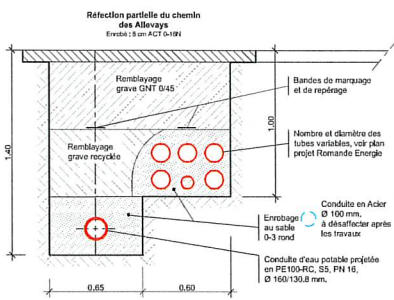 Réfection partielle du chemin
des Allevays
Enrobé : 8 cm ACT 0-16N
Remblayage
grave GNT 0/45
Bandes de marquage
et de repérage
1,00
1,40
Remblayage
grave recyclée
Nombre et diamètre des
tubes variables, voir plan
projet Romande Energie
Conduite en Acier
Ø 100 mm,
à désaffecter après
les travaux
Enrobage
au sable
0-3 rond
Conduite d'eau potable projetée
en PE100-RC, S5, PN 16,
Ø 160/130.8 mm.
0,65
0,60